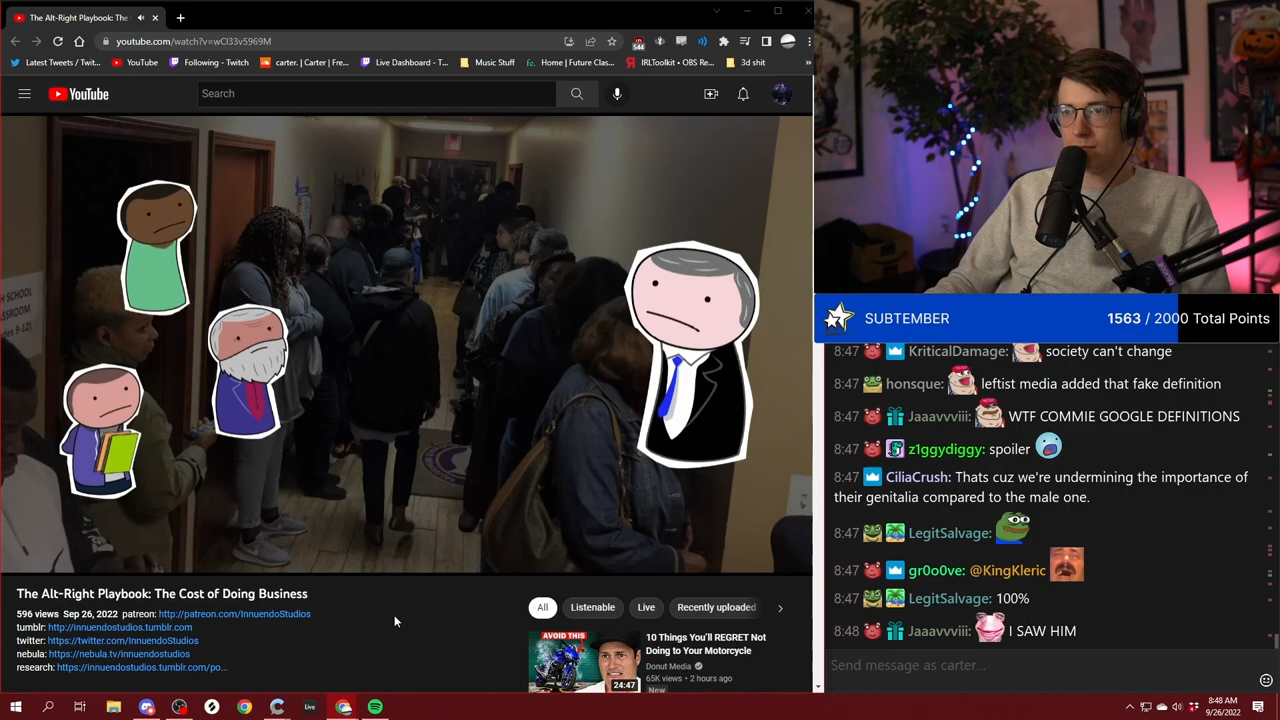 The Alt-Right Playbook: The
youtube.com/watch?v=wCl33v5969M
544
Latest Tweets / Twit...
YouTube
Following - Twitch
carter. | Carter | Fre...
Live Dashboard - T...
Music Stuff
fc. Home | Future Clas...
IRLToolkit • OBS Re...
3d shit
»
YouTube
Search
SCHOOL
SROOM
es 9-12)
The Alt-Right Playbook: The Cost of Doing Business
596 views Sep 26, 2022 patreon: http://patreon.com/InnuendoStudios
tumblr: http://innuendostudios.tumblr.com
twitter: https://twitter.com/InnuendoStudios
nebula: https://nebula.tv/innuendostudios
research: https://innuendostudios.tumblr.com/po...
All
Listenable
Live
Recently uploaded
AVOID THIS
24:47
10 Things You'll REGRET Not
Doing to Your Motorcycle
Donut Media
65K views • 2 hours ago
New
SUBTEMBER
1563 / 2000 Total Points
8:47 KriticalDamage: society can't change
8:47 honsque: leftist media added that fake definition
8:47 Jaaavvviii: WTF COMMIE GOOGLE DEFINITIONS
8:47 z1ggydiggy: spoiler
8:47 CiliaCrush: Thats cuz we're undermining the importance of
their genitalia compared to the male one.
8:47 LegitSalvage:
8:47 gr0o0ve: @KingKleric
8:47 LegitSalvage: 100%
8:48 Jaaavvviii: I SAW HIM
Send message as carter...
Live
8:48 AM
9/26/2022